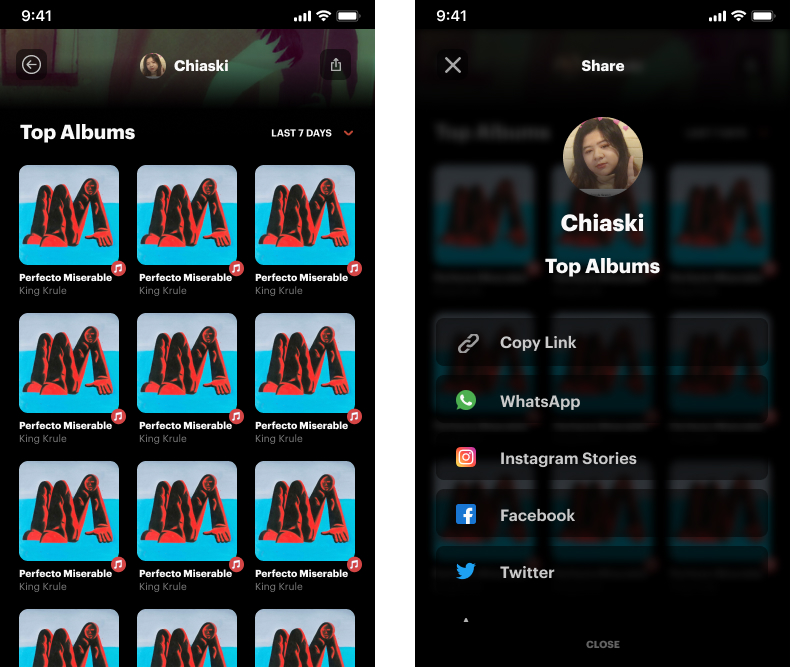 9:41
Chiaski
Top Albums
LAST 7 DAYS
Perfecto Miserable
King Krule
Perfecto Miserable
King Krule
Perfecto Miserable
King Krule
Perfecto Miserable
King Krule
Perfecto Miserable
King Krule
Perfecto Miserable
King Krule
Perfecto Miserable
King Krule
Perfecto Miserable
King Krule
Perfecto Miserable
King Krule
9:41
Share
Top Albums
Chiaski
Top Albums
Copy Link
WhatsApp
Instagram Stories
Facebook
Twitter
CLOSE